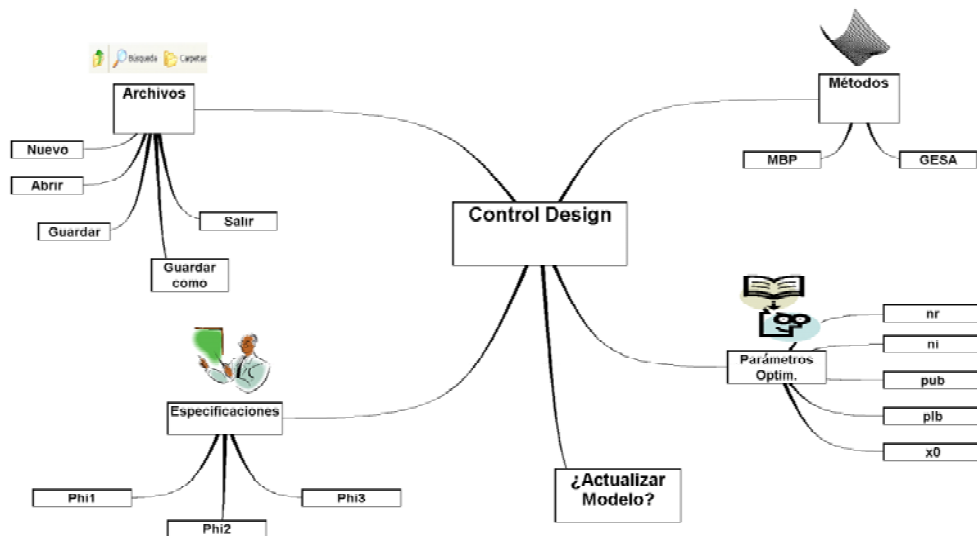 Búsqueda
Carpetas
Archivos
Nuevo
Abrir
Guardar
Guardar
como
Salir
Métodos
MBP
GESA
Control Design
Parámetros
Optim.
nr
ni
pub
plb
x0
Especificaciones
Phi1
Phi2
Phi3
¿Actualizar
Modelo?